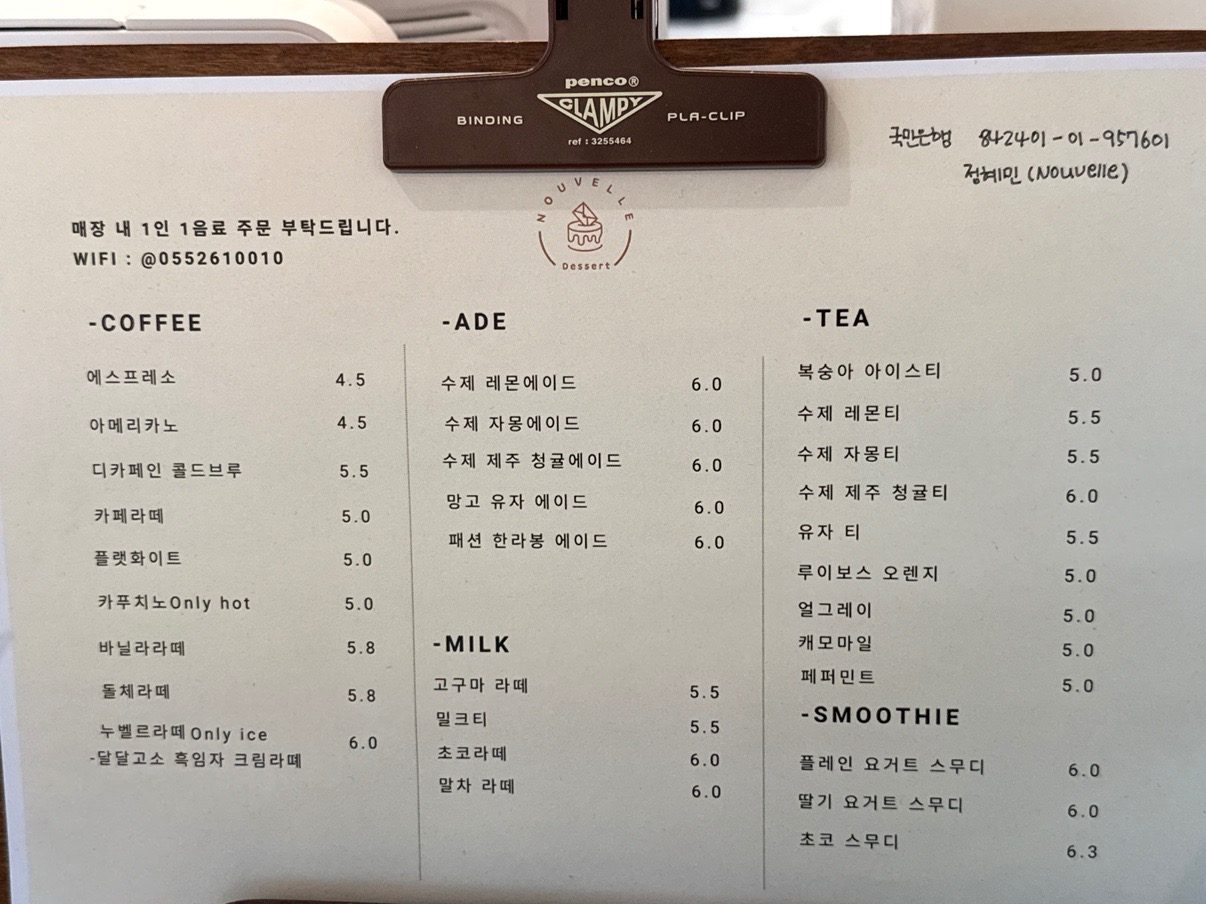 penco®
BINDING CLAMPY PLA-CLIP
ref : 3255464
국민은행 842401-01-957601
정혜민 (Nouvelle)
NOUVELLE
Dessert
매장 내 1인 1음료 주문 부탁드립니다.
WIFI : @0552610010
-COFFEE
에스프레소 4.5
아메리카노 4.5
디카페인 콜드브루 5.5
카페라떼 5.0
플랫화이트 5.0
카푸치노Only hot 5.0
바닐라라떼 5.8
돌체라떼 5.8
누벨르라떼Only ice 6.0
-달달고소 흑임자 크림라떼
-ADE
수제 레몬에이드 6.0
수제 자몽에이드 6.0
수제 제주 청귤에이드 6.0
망고 유자 에이드 6.0
패션 한라봉 에이드 6.0
-MILK
고구마 라떼 5.5
밀크티 5.5
초코라떼 6.0
말차 라떼 6.0
-TEA
복숭아 아이스티 5.0
수제 레몬티 5.5
수제 자몽티 5.5
수제 제주 청귤티 6.0
유자 티 5.5
루이보스 오렌지 5.0
얼그레이 5.0
캐모마일 5.0
페퍼민트 5.0
-SMOOTHIE
플레인 요거트 스무디 6.0
딸기 요거트 스무디 6.0
초코 스무디 6.3